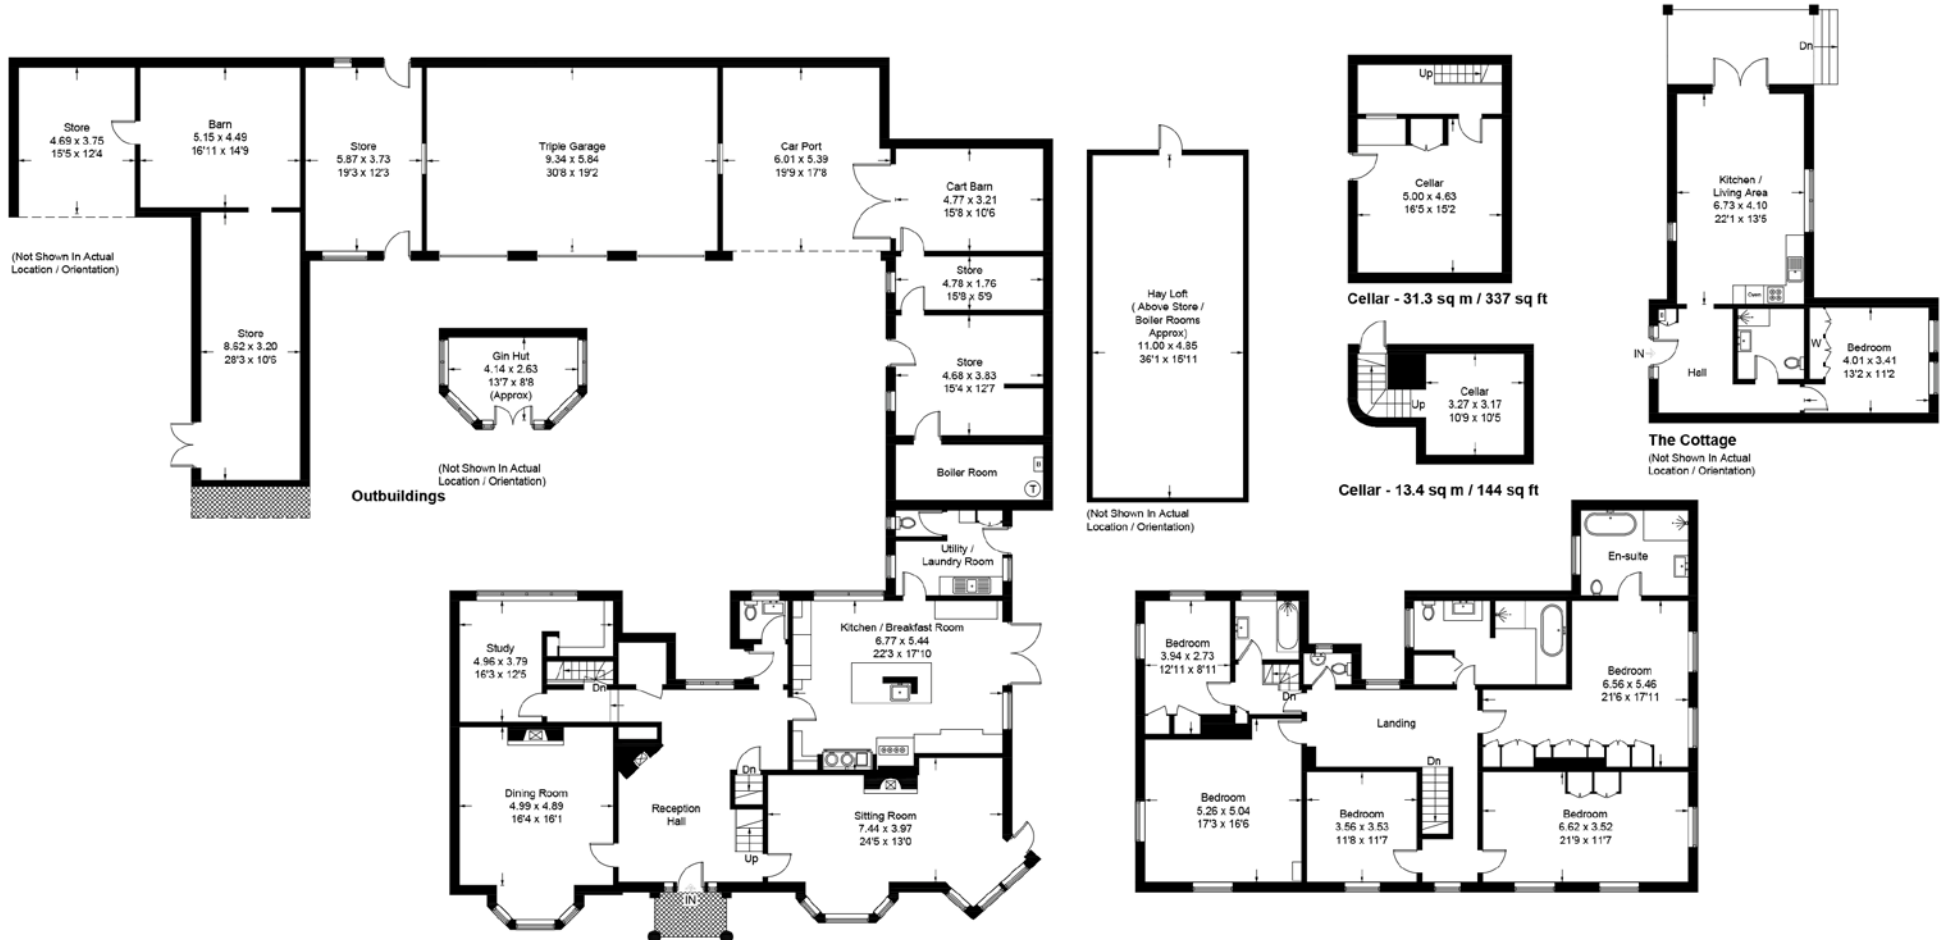 Store
4.69 x 3.75
15'5 x 12'4
Barn
5.15 x 4.49
16'11 x 14'9
Store
5.87 x 3.73
19'3 x 12'3
Triple Garage
9.34 x 5.84
30'8 x 19'2
Car Port
6.01 x 5.39
19'9 x 17'8
Cart Barn
4.77 x 3.21
15'8 x 10'6
(Not Shown In Actual
Location / Orientation)
Store
8.62 x 3.20
28'3 x 10'6
Gin Hut
4.14 x 2.63
13'7 x 8'8
(Approx)
(Not Shown In Actual
Location / Orientation)
Outbuildings
Store
4.78 x 1.76
15'8 x 5'9
Store
4.68 x 3.83
15'4 x 12'7
Boiler Room
B
T
Hay Loft
( Above Store /
Boiler Rooms
Approx)
11.00 x 4.85
36'1 x 15'11
(Not Shown In Actual
Location / Orientation)
Up
Cellar
5.00 x 4.63
16'5 x 15'2
Cellar - 31.3 sq m / 337 sq ft
Cellar
3.27 x 3.17
10'9 x 10'5
Up
Cellar - 13.4 sq m / 144 sq ft
Dn
Kitchen /
Living Area
6.73 x 4.10
22'1 x 13'5
Oven
IN
Hall
W
Bedroom
4.01 x 3.41
13'2 x 11'2
The Cottage
(Not Shown In Actual
Location / Orientation)
Utility /
Laundry Room
Study
4.96 x 3.79
16'3 x 12'5
Dn
Kitchen / Breakfast Room
6.77 x 5.44
22'3 x 17'10
Dining Room
4.99 x 4.89
16'4 x 16'1
Reception
Hall
Dn
Up
Sitting Room
7.44 x 3.97
24'5 x 13'0
IN
En-suite
Bedroom
3.94 x 2.73
12'11 x 8'11
Dn
Landing
Bedroom
6.56 x 5.46
21'6 x 17'11
Dn
Bedroom
5.26 x 5.04
17'3 x 16'6
Bedroom
3.56 x 3.53
11'8 x 11'7
Bedroom
6.62 x 3.52
21'9 x 11'7